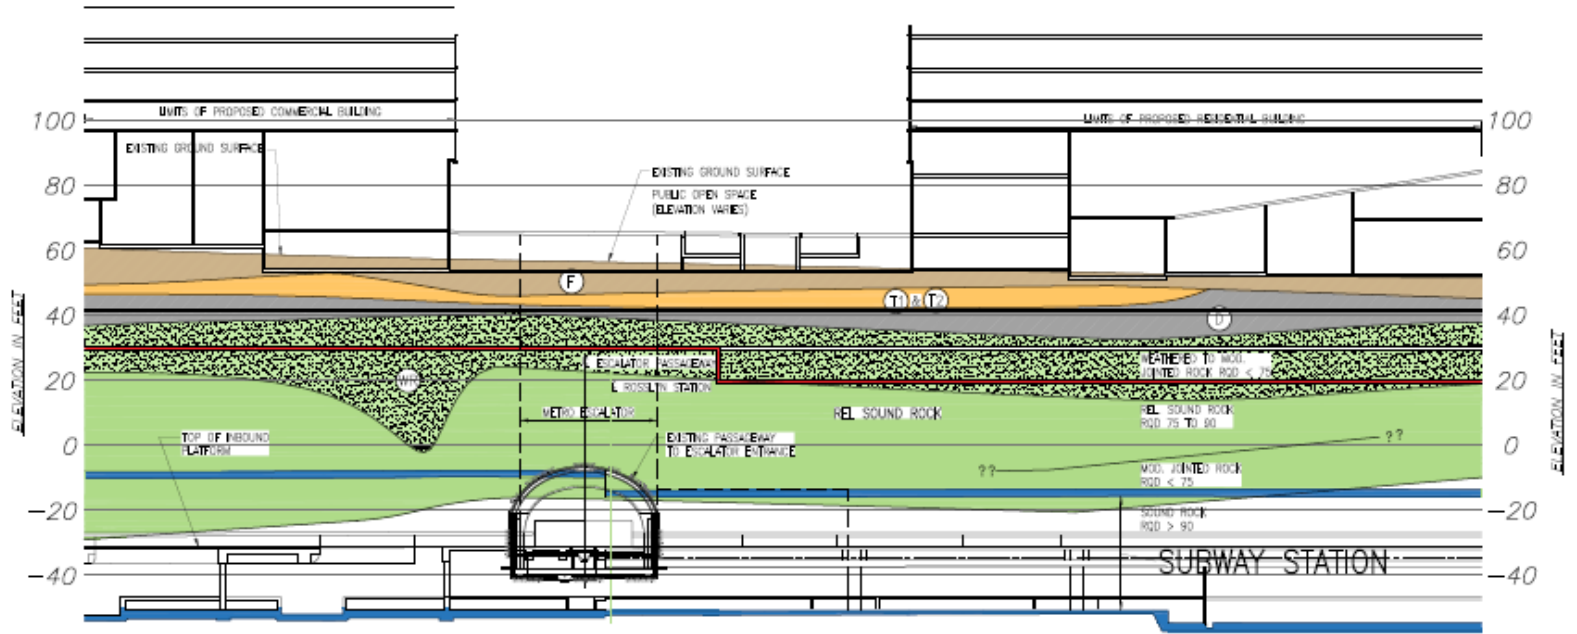 LIMITS OF PROPOSED COMMERCIAL BUILDING
LIMITS OF PROPOSED RESIDENTIAL BUILDING
100
100
EXISTING GROUND SURFACE
EXISTING GROUND SURFACE
80
80
PUBLIC OPEN SPACE
(ELEVATION VARIES)
60
60
F
T1 & T2
40
40
D
ELEVATION IN FEET
ELEVATION IN FEET
ESCALATOR PASSAGEWAY
WEATHERED TO MOD.
JOINTED ROCK RQD < 75
WR
20
20
ROSSLYN STATION
METRO ESCALATOR
REL SOUND ROCK
REL SOUND ROCK
RQD 75 TO 90
TOP OF INBOUND
PLATFORM
EXISTING PASSAGEWAY
TO ESCALATOR ENTRANCE
??
0
0
??
MOD. JOINTED ROCK
RQD < 75
-20
-20
SOUND ROCK
RQD > 90
SUBWAY STATION
-40
-40